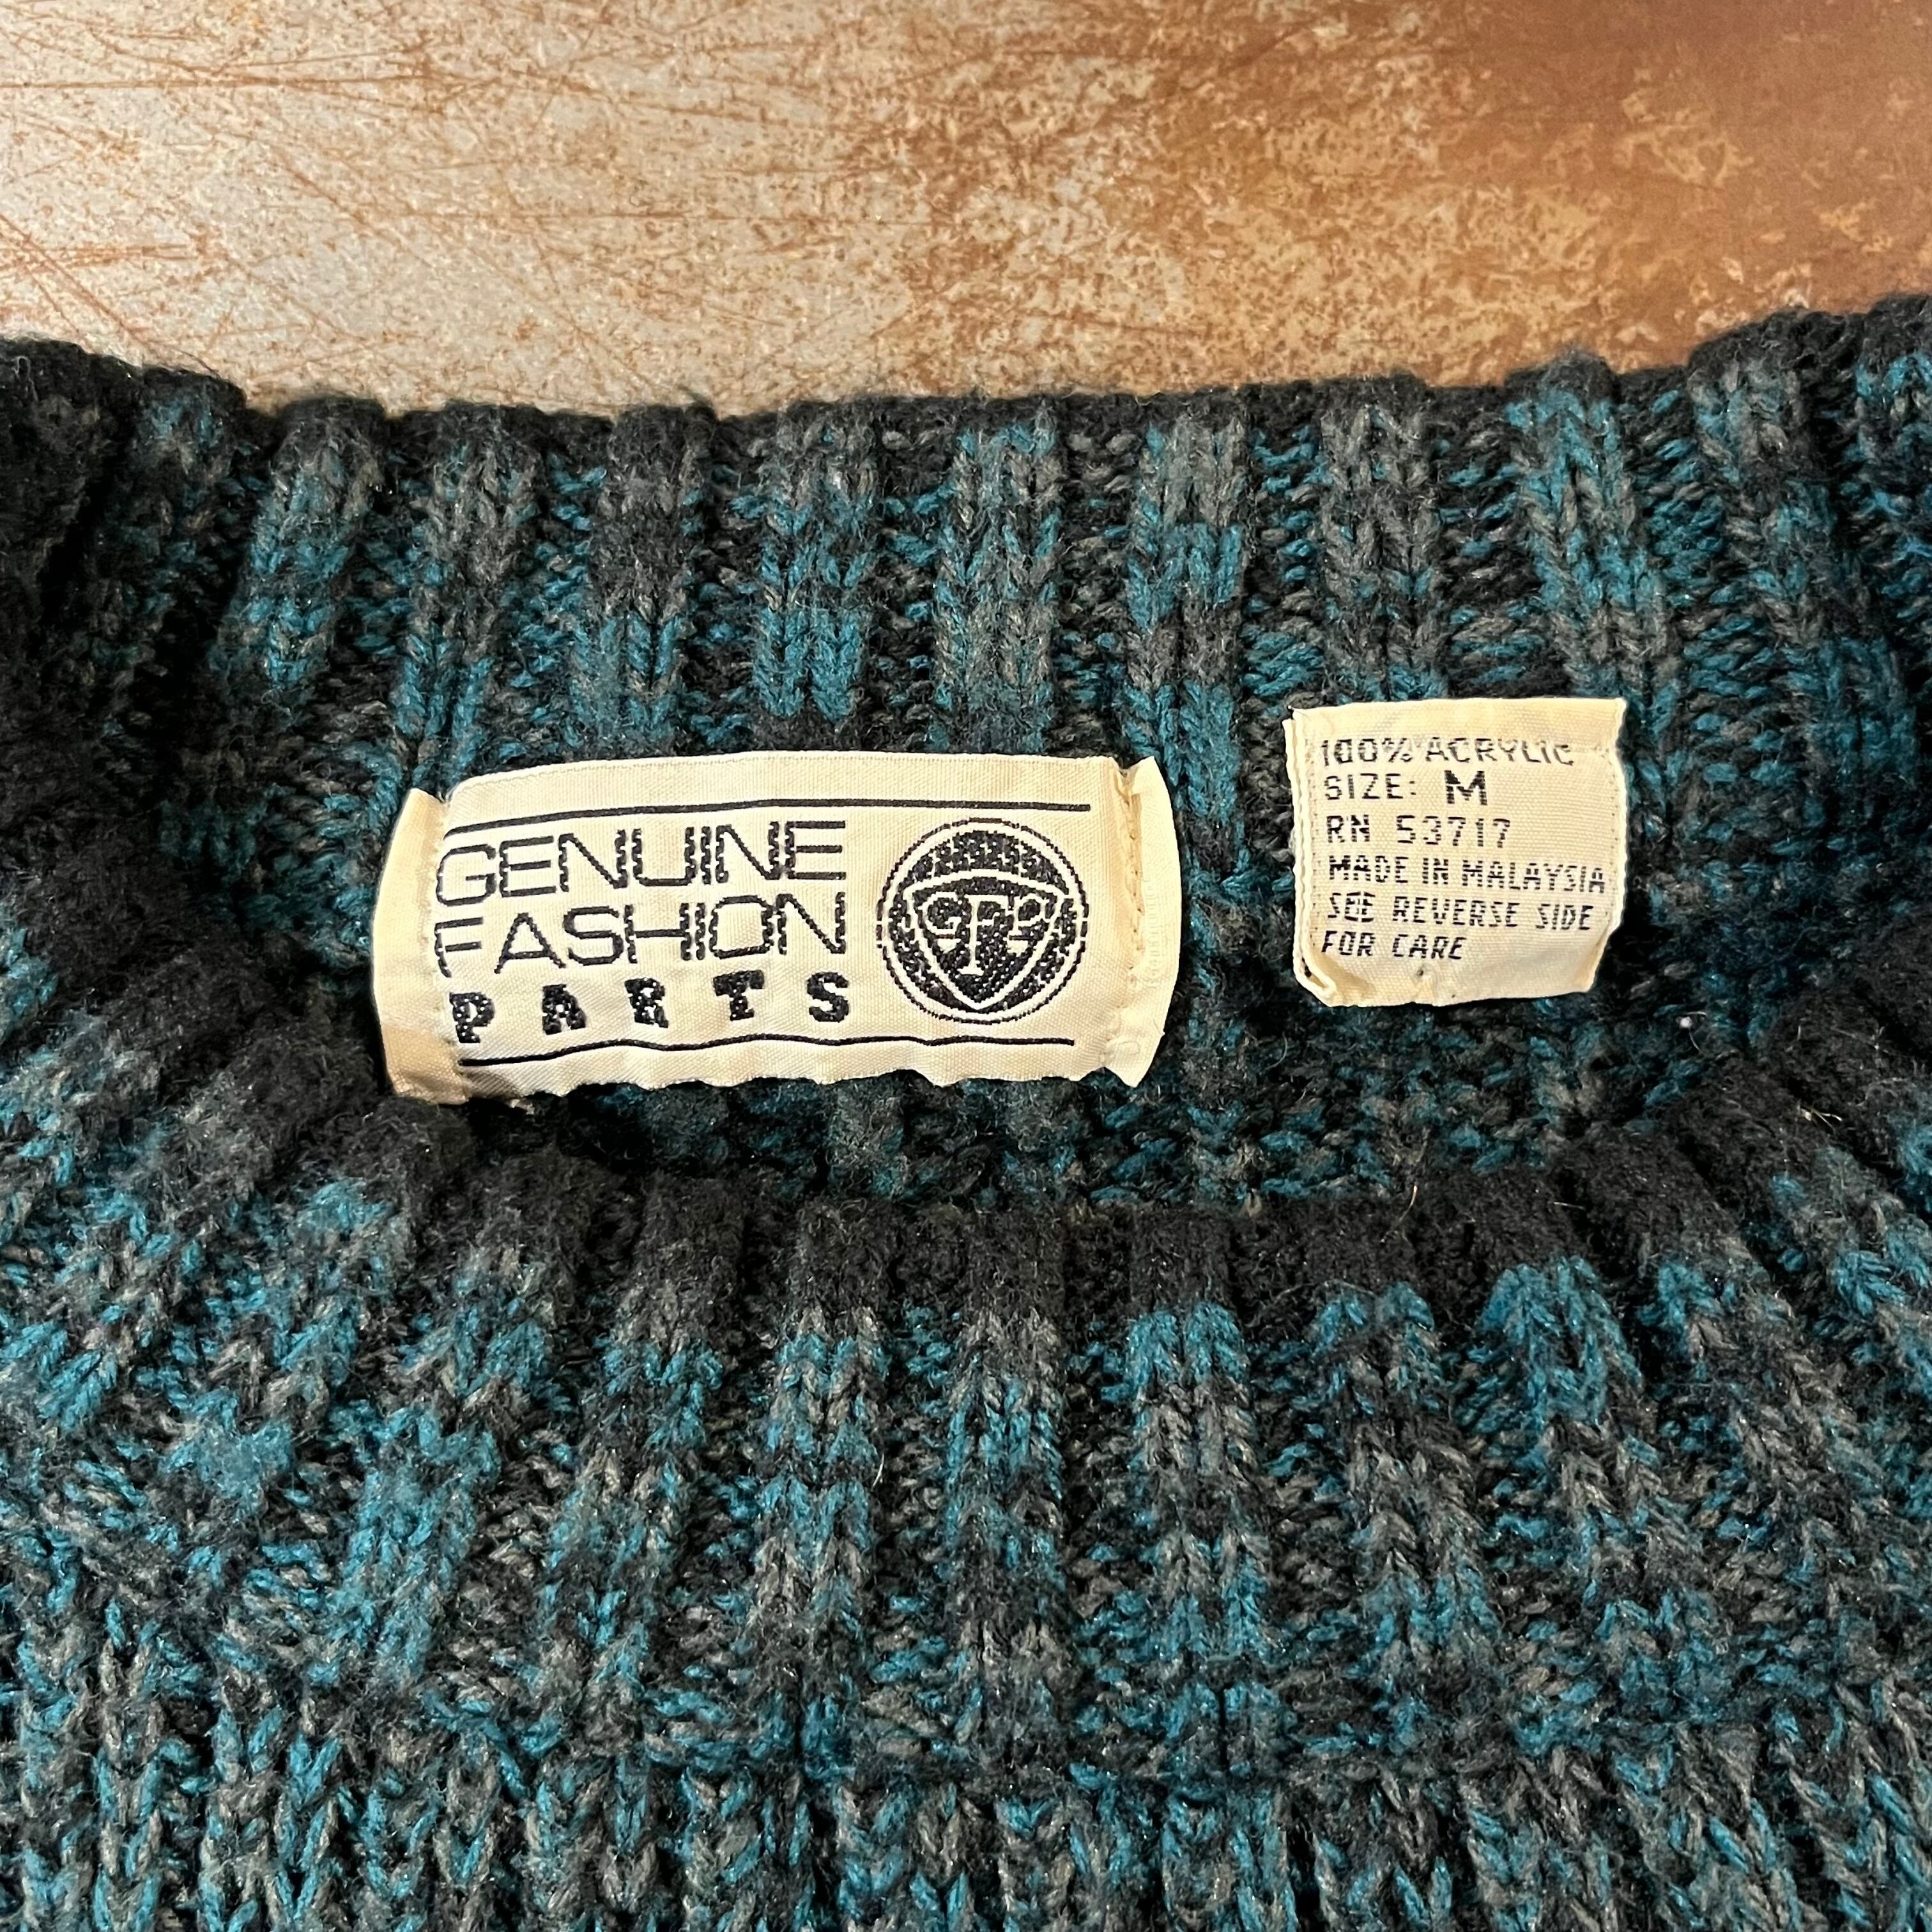 GENUINE
FASHION
PARTS
GFP
100% ACRYLIC
SIZE: M
RN 53717
MADE IN MALAYSIA
SEE REVERSE SIDE
FOR CARE